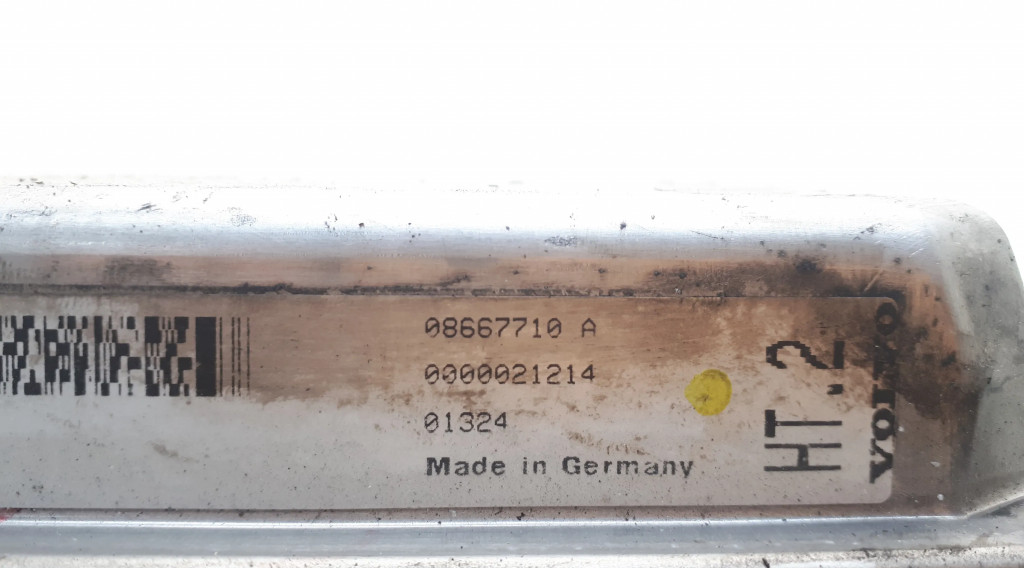 08667710 A
0000021214
01324
Made in Germany
HT.2
VOLVO